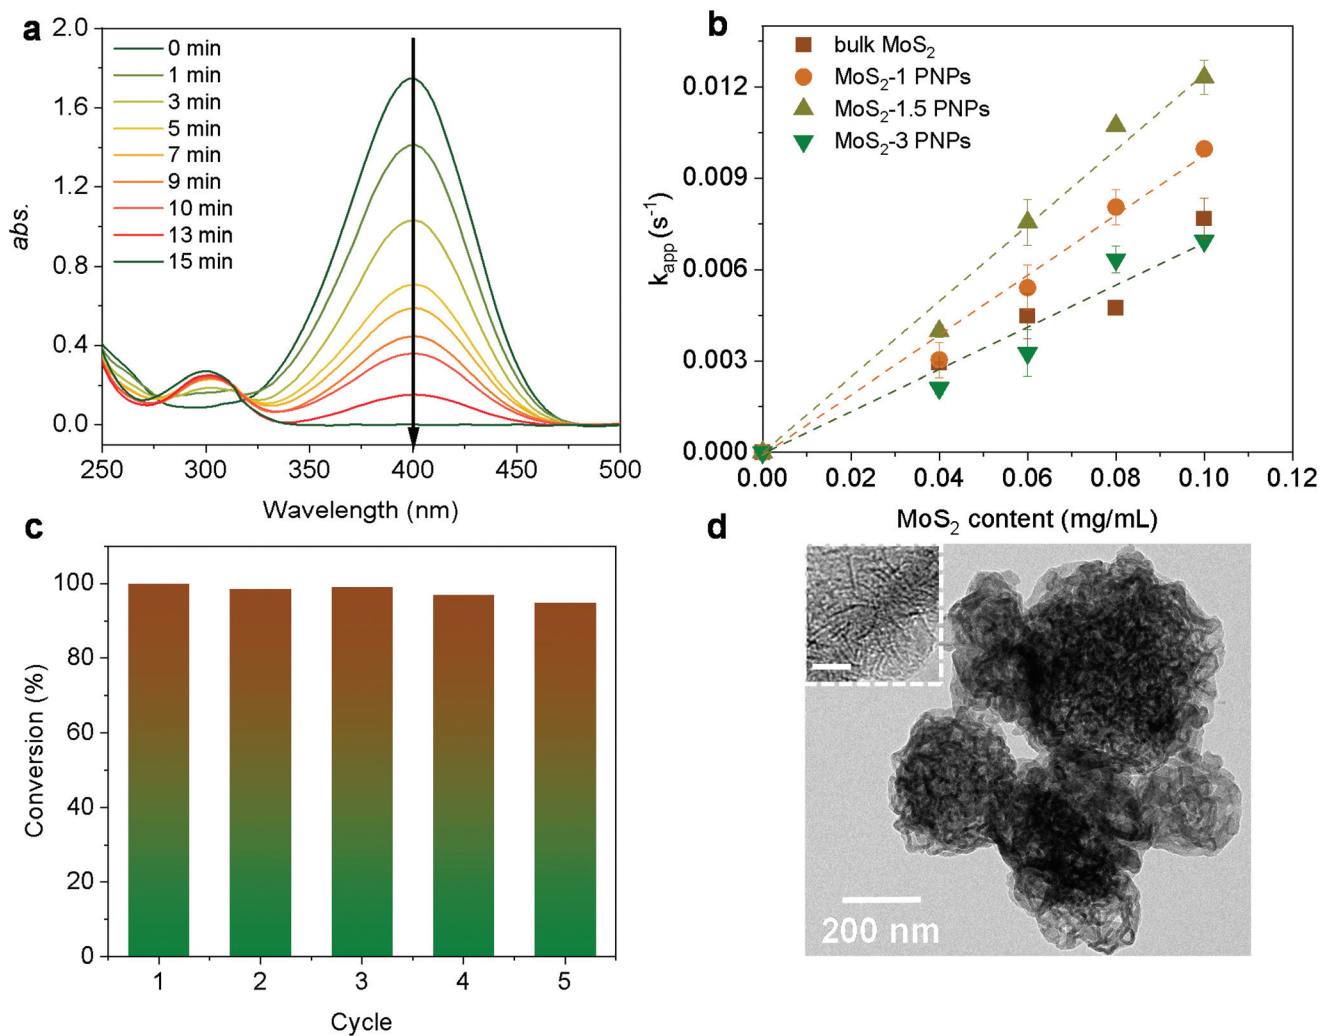 a
2.0
1.6
1.2
0.8
0.4
0.0
abs.
0 min
1 min
3 min
5 min
7 min
9 min
10 min
13 min
15 min
250 300 350 400 450 500
Wavelength (nm)
b
0.012
0.009
0.006
0.003
0.000
k_app (s⁻¹)
bulk MoS₂
MoS₂-1 PNPs
MoS₂-1.5 PNPs
MoS₂-3 PNPs
0.00 0.02 0.04 0.06 0.08 0.10 0.12
MoS₂ content (mg/mL)
c
100
80
60
40
20
0
Conversion (%)
1 2 3 4 5
Cycle
d
200 nm